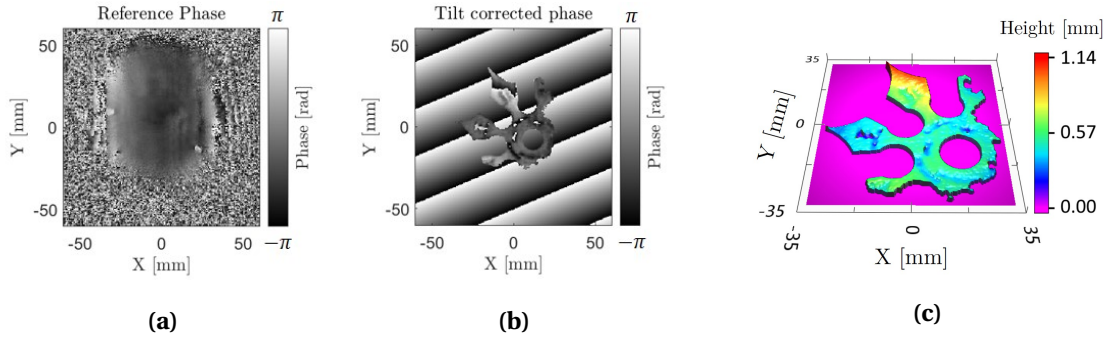 Reference Phase
π
50
0
-50
Y [mm]
-50 0 50
X [mm]
Phase [rad]
−π
(a)
Tilt corrected phase
π
50
0
-50
Y [mm]
-50 0 50
X [mm]
Phase [rad]
−π
(b)
Height [mm]
1.14
0.57
0.00
35
0
-35
Y [mm]
-35 0 35
X [mm]
(c)